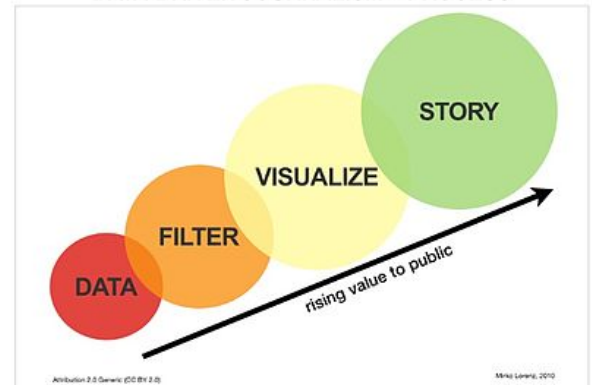 STORY
VISUALIZE
FILTER
DATA
rising value to public
Attribution 2.0 Generic (CC BY 2.0)
Mirko Lorenz, 2010